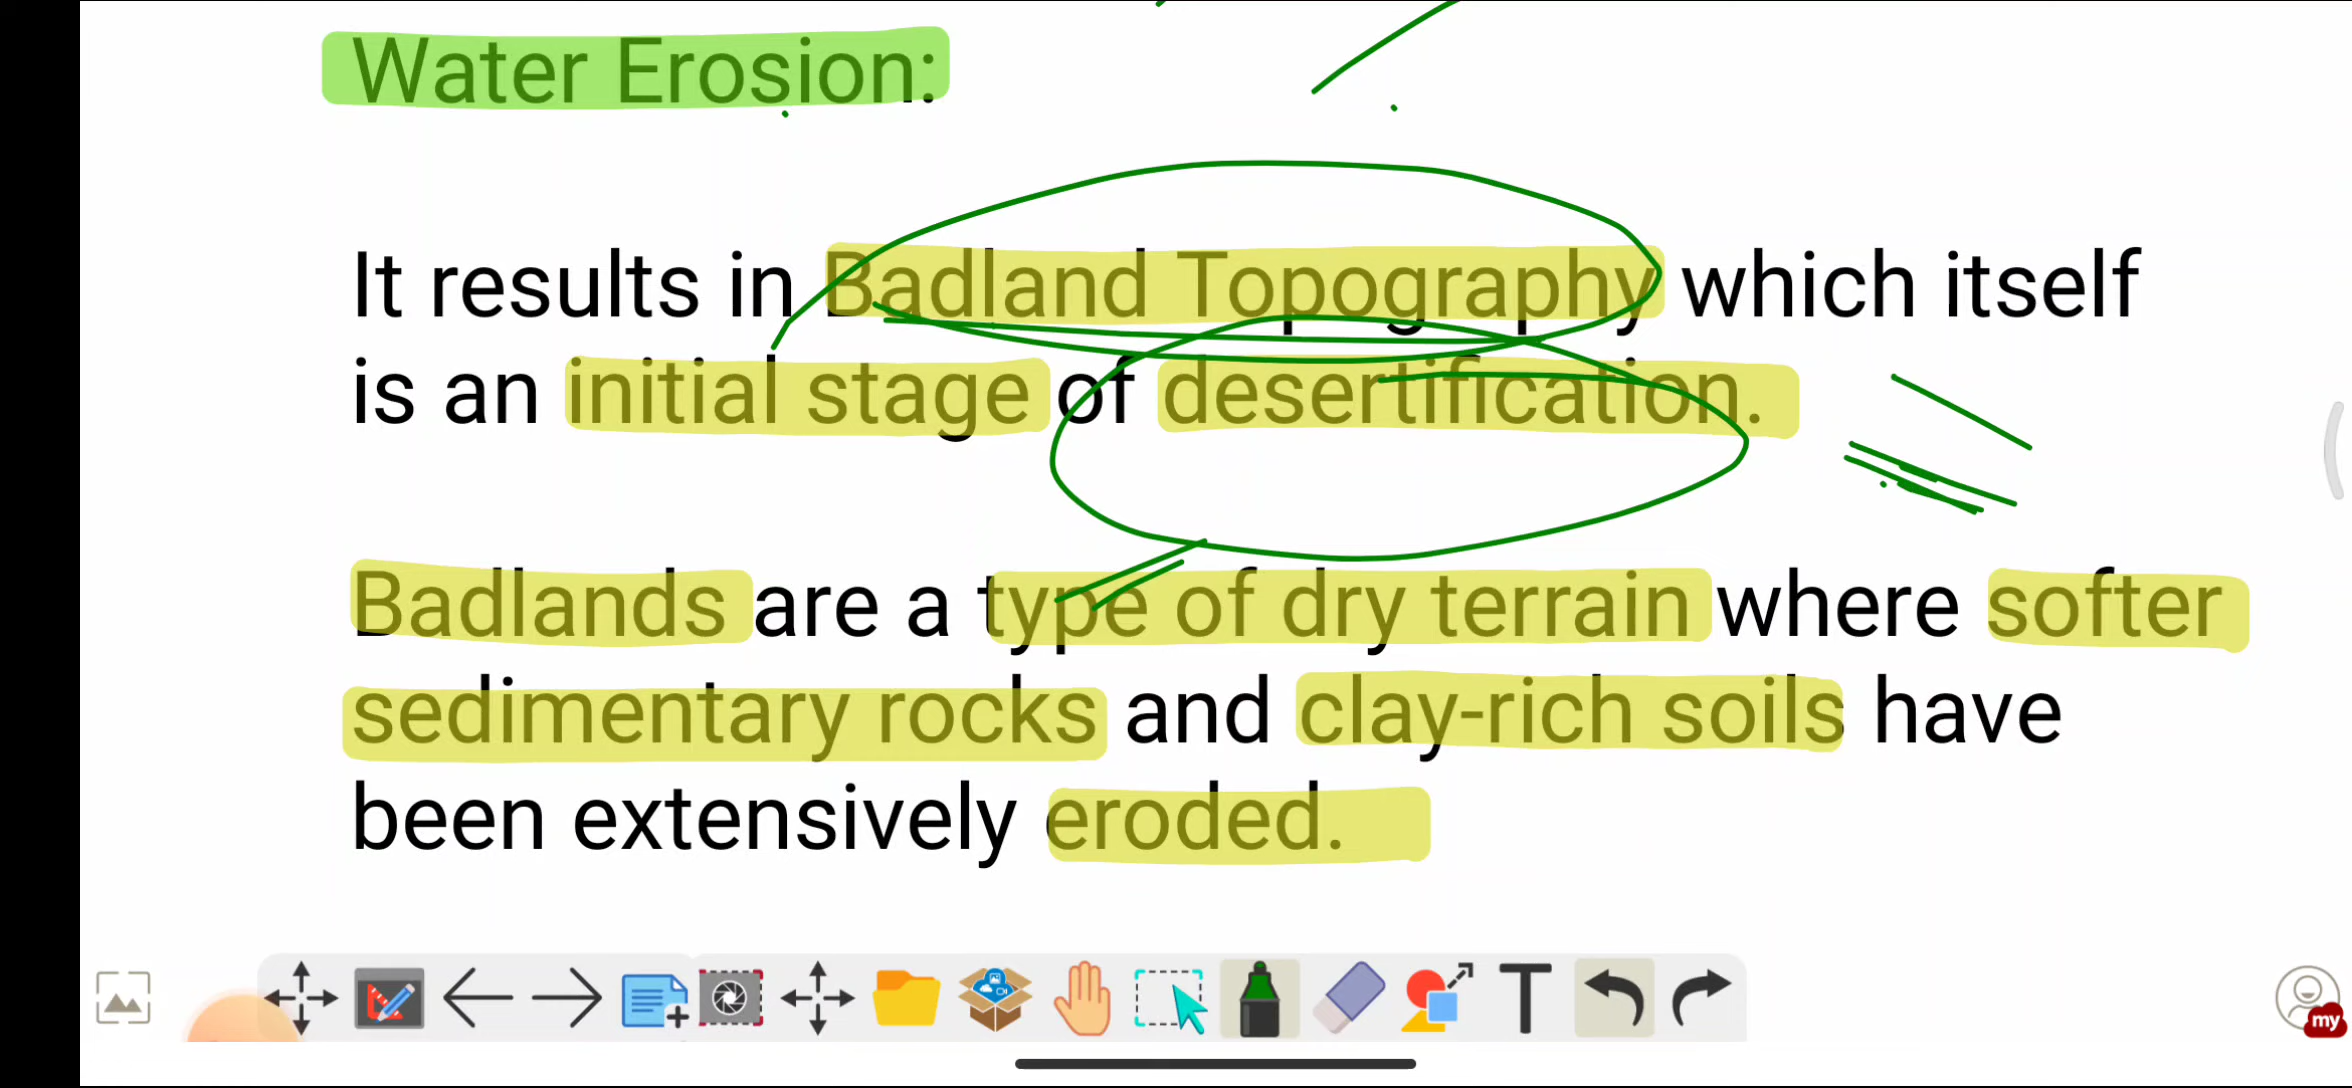 Water Erosion:
It results in Badland Topography which itself
is an initial stage of desertification.
Badlands are a type of dry terrain where softer
sedimentary rocks and clay-rich soils have
been extensively eroded.
T
my